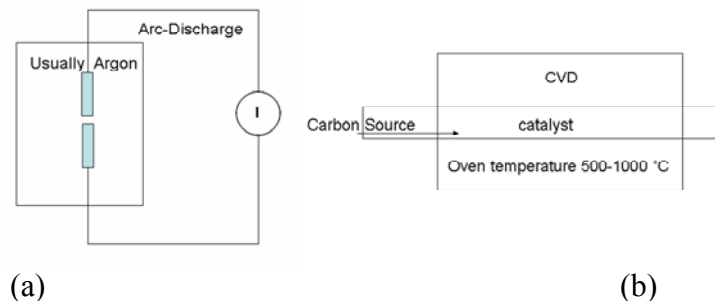 Arc-Discharge
Usually Argon
I
CVD
Carbon Source
catalyst
Oven temperature 500-1000 °C
(a)
(b)